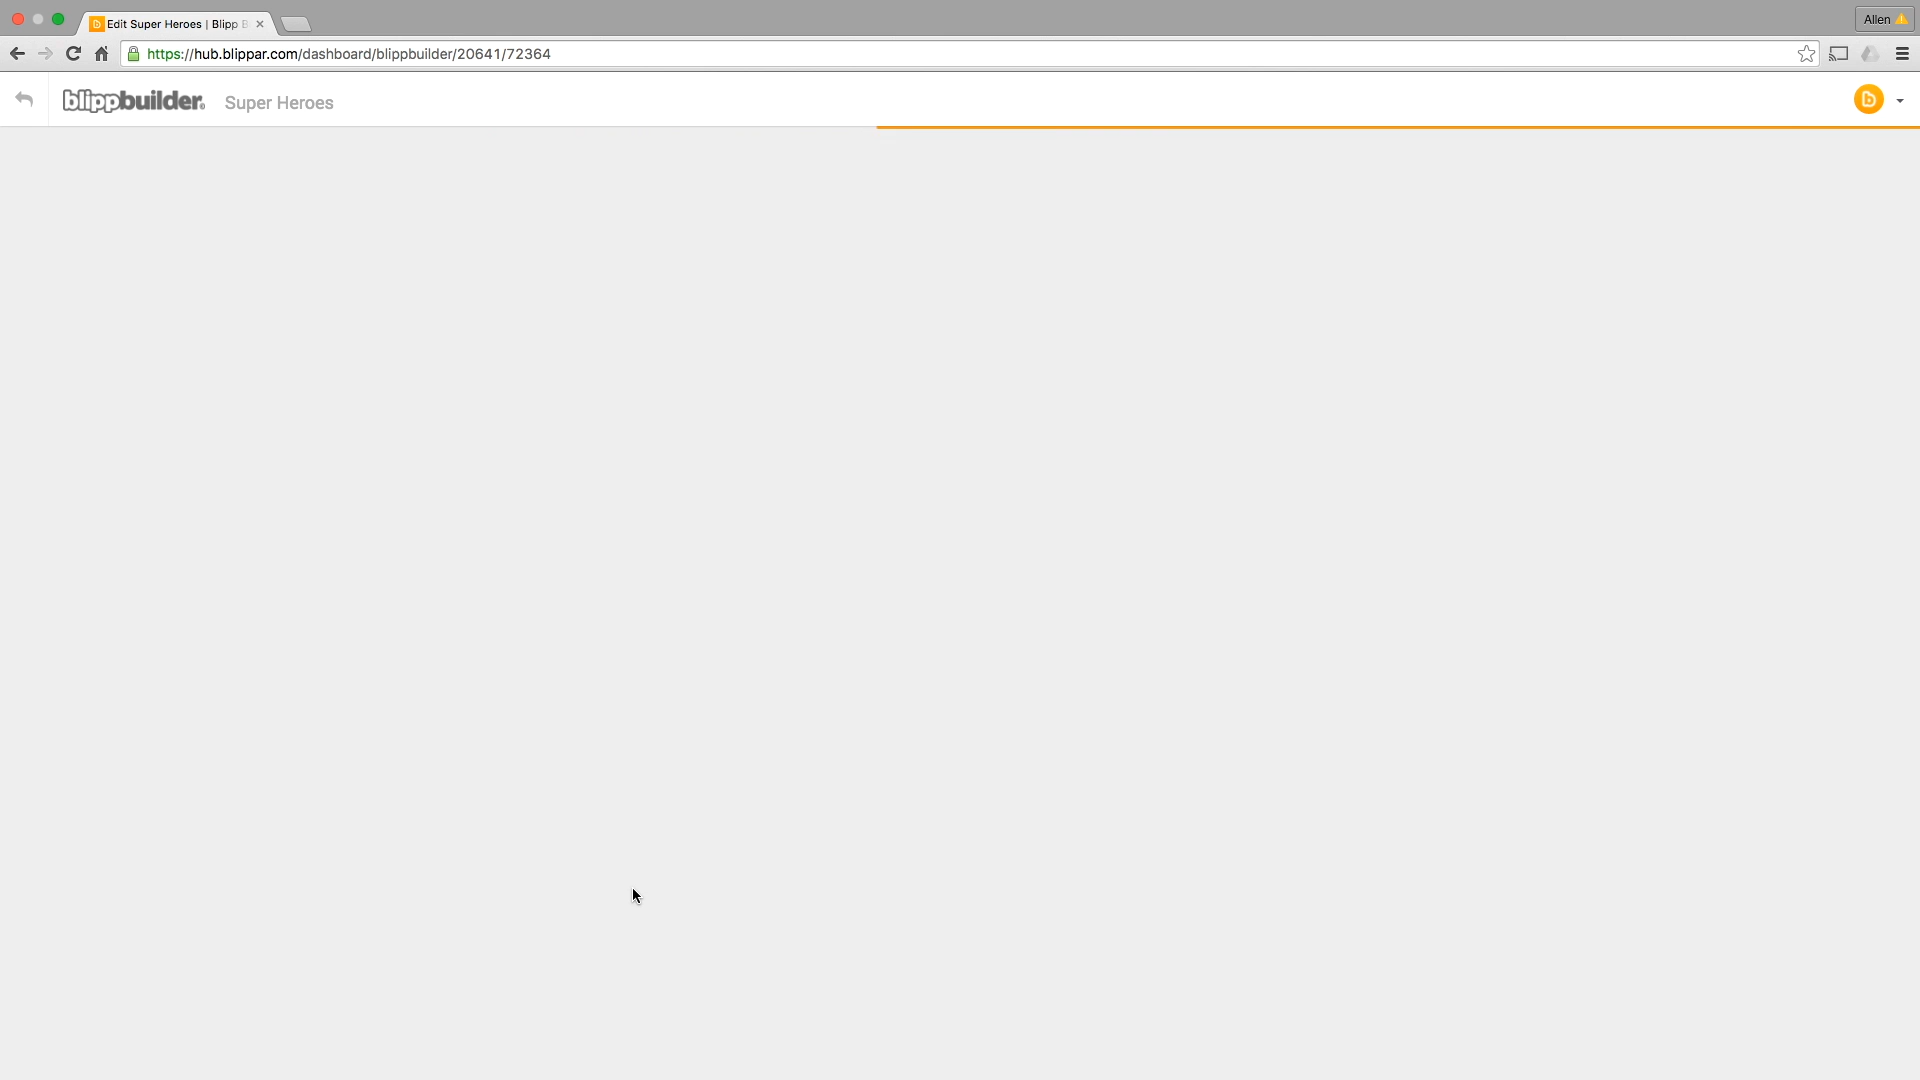 Edit Super Heroes | Blipp B
Allen
https://hub.blippar.com/dashboard/blippbuilder/20641/72364
blippbuilder.
Super Heroes